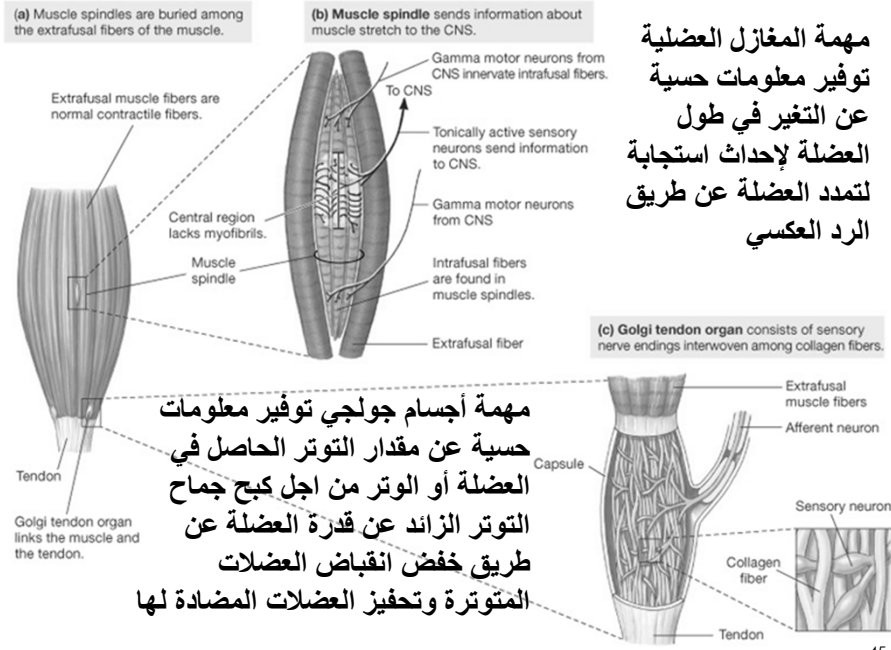 (a) Muscle spindles are buried among
the extrafusal fibers of the muscle.
Extrafusal muscle fibers are
normal contractile fibers.
Muscle
spindle
Tendon
Golgi tendon organ
links the muscle and
the tendon.
(b) Muscle spindle sends information about
muscle stretch to the CNS.
Gamma motor neurons from
CNS innervate intrafusal fibers.
To CNS
Tonically active sensory
neurons send information
to CNS.
Central region
lacks myofibrils.
Gamma motor neurons
from CNS
Intrafusal fibers
are found in
muscle spindles.
Extrafusal fiber
مهمة المغازل العضلية
توفير معلومات حسية
عن التغير في طول
العضلة لإحداث استجابة
لتمدد العضلة عن طريق
الرد العكسي
مهمة أجسام جولجي توفير معلومات
حسية عن مقدار التوتر الحاصل في
العضلة أو الوتر من اجل كبح جماح
التوتر الزائد عن قدرة العضلة عن
طريق خفض انقباض العضلات
المتوترة وتحفيز العضلات المضادة لها
(c) Golgi tendon organ consists of sensory
nerve endings interwoven among collagen fibers.
Extrafusal
muscle fibers
Afferent neuron
Capsule
Sensory neuron
Collagen
fiber
Tendon